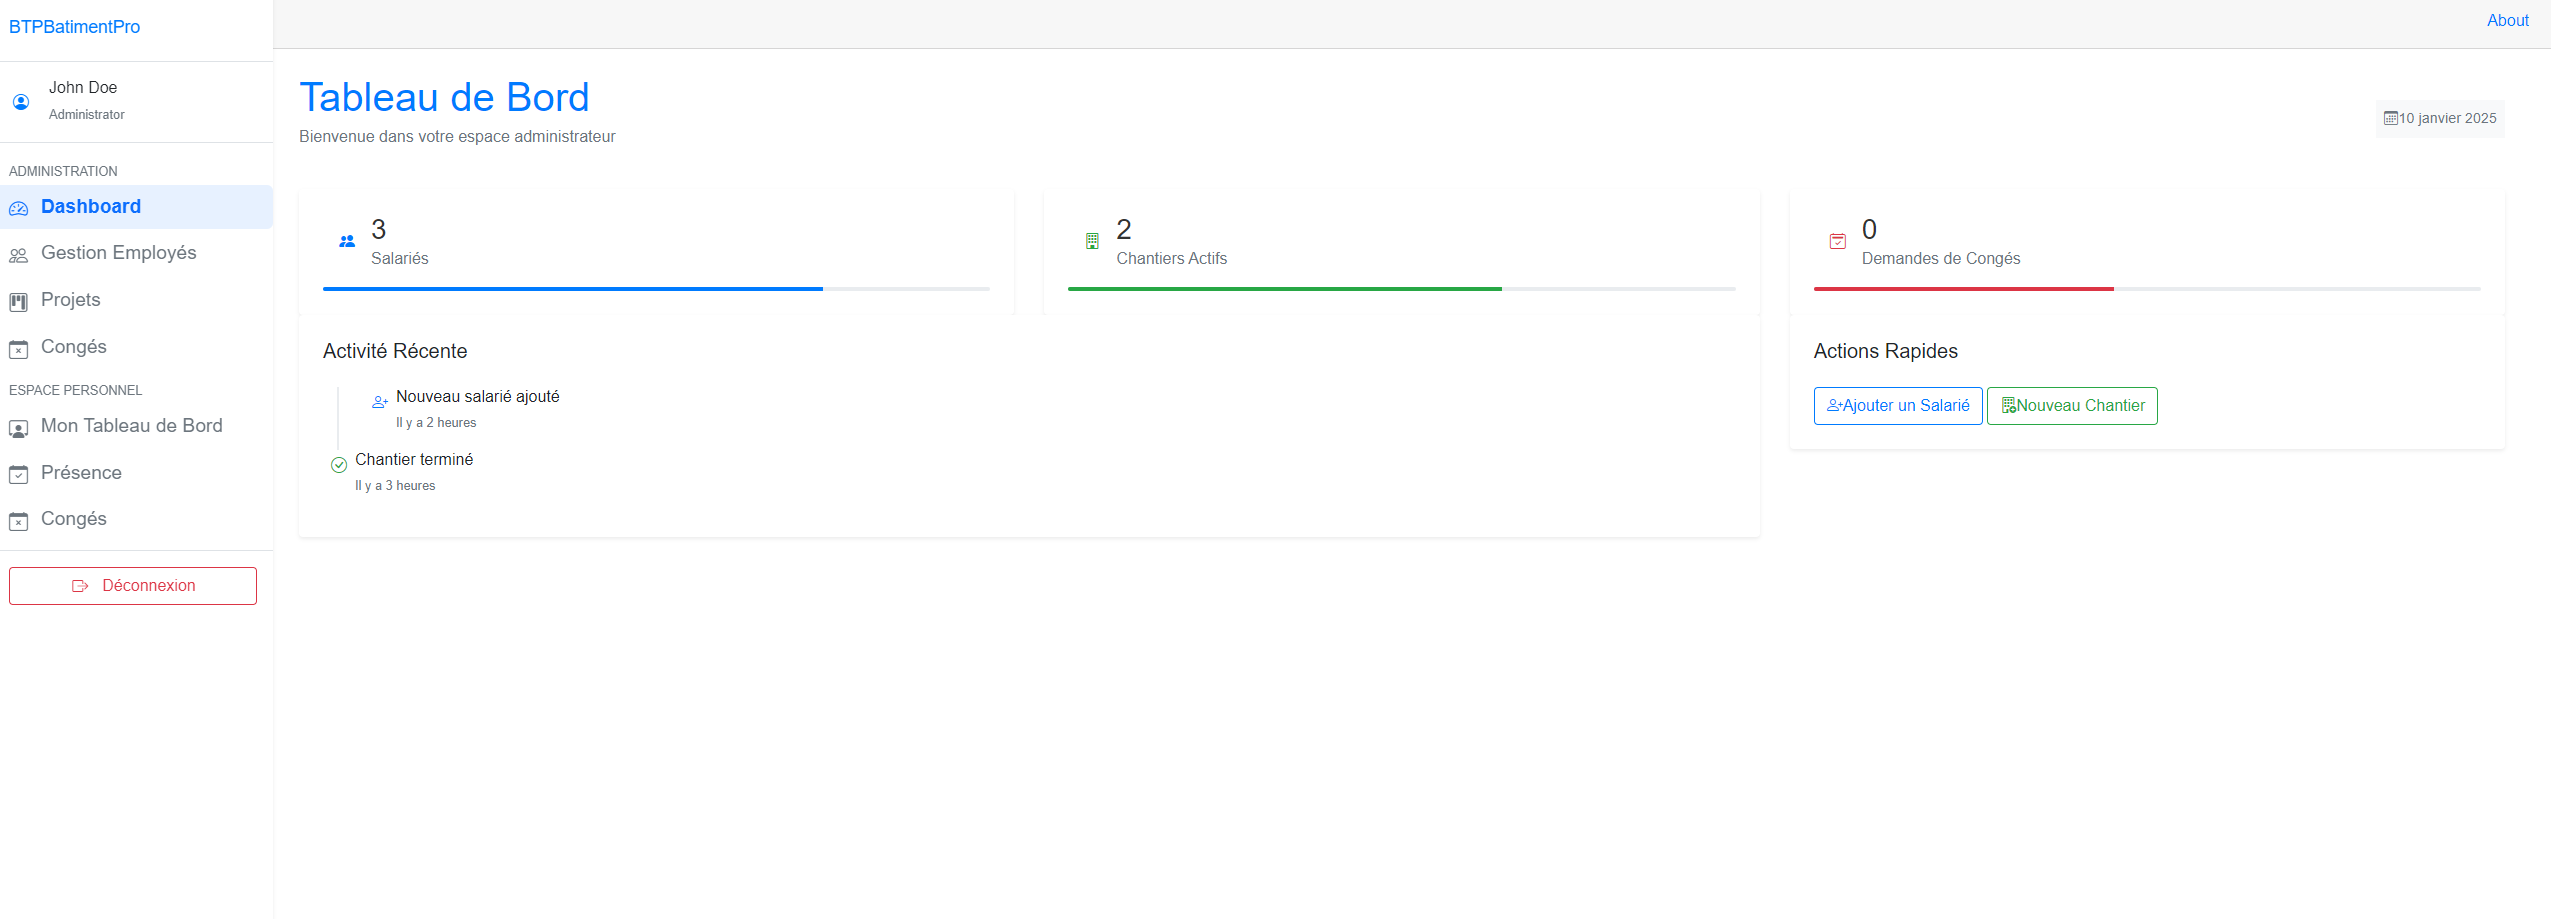 BTPBatimentPro
About
John Doe
Administrator
ADMINISTRATION
Dashboard
Gestion Employés
Projets
Congés
ESPACE PERSONNEL
Mon Tableau de Bord
Présence
Congés
Déconnexion
Tableau de Bord
Bienvenue dans votre espace administrateur
10 janvier 2025
3
Salariés
2
Chantiers Actifs
0
Demandes de Congés
Activité Récente
Nouveau salarié ajouté
Il y a 2 heures
Chantier terminé
Il y a 3 heures
Actions Rapides
Ajouter un Salarié
Nouveau Chantier